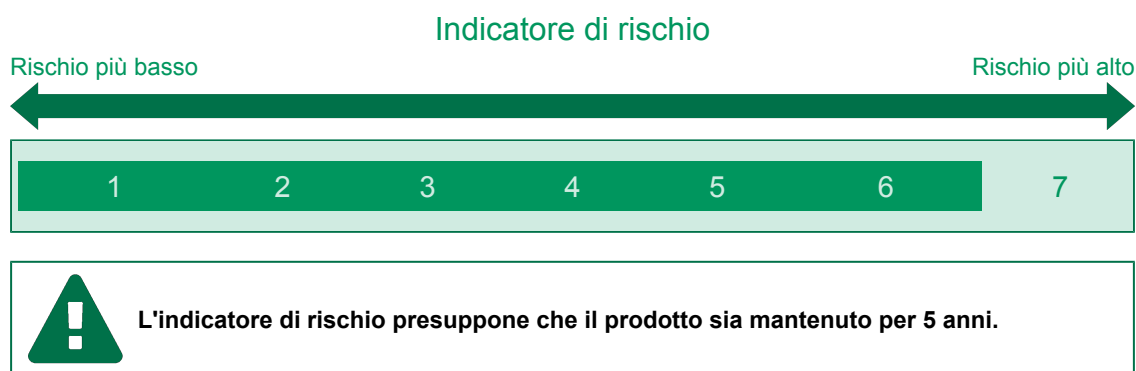 Indicatore di rischio
Rischio più basso Rischio più alto
1 2 3 4 5 6 7
L'indicatore di rischio presuppone che il prodotto sia mantenuto per 5 anni.